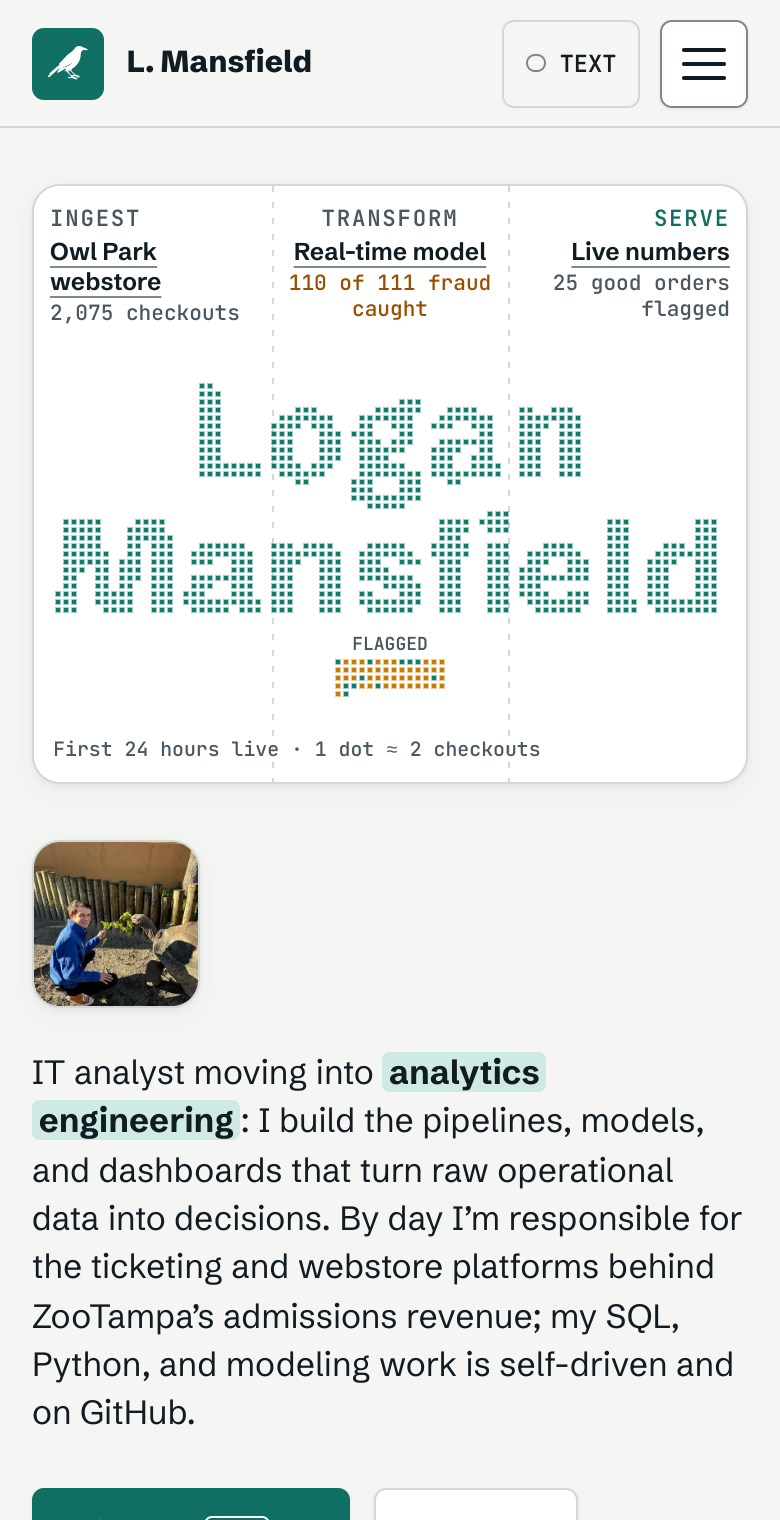 L. Mansfield
TEXT
INGEST
Owl Park
webstore
2,075 checkouts
TRANSFORM
Real-time model
110 of 111 fraud
caught
SERVE
Live numbers
25 good orders
flagged
Logan
Mansfield
FLAGGED
First 24 hours live · 1 dot ≈ 2 checkouts
IT analyst moving into analytics
engineering: I build the pipelines, models,
and dashboards that turn raw operational
data into decisions. By day I’m responsible for
the ticketing and webstore platforms behind
ZooTampa’s admissions revenue; my SQL,
Python, and modeling work is self-driven and
on GitHub.